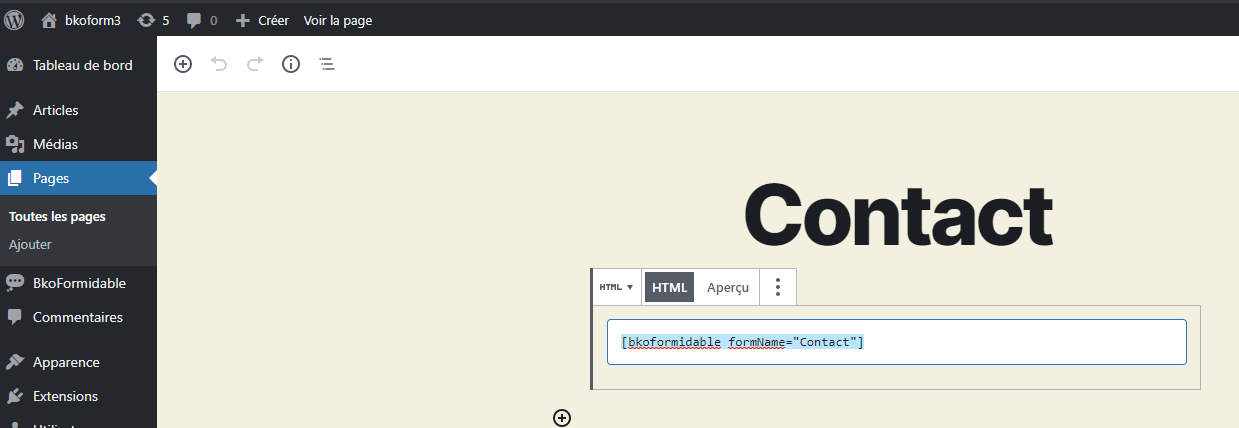 bkoform3 5 0 Créer Voir la page
Tableau de bord
Articles
Médias
Pages
Toutes les pages
Ajouter
BkoFormidable
Commentaires
Apparence
Extensions
Contact
HTML HTML Aperçu
[bkoformidable formName="Contact"]